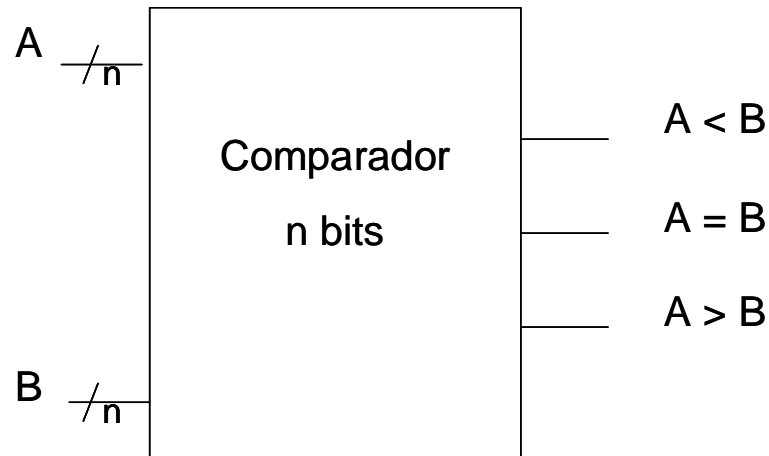 A
n
Comparador
n bits
A < B
A = B
A > B
B
n